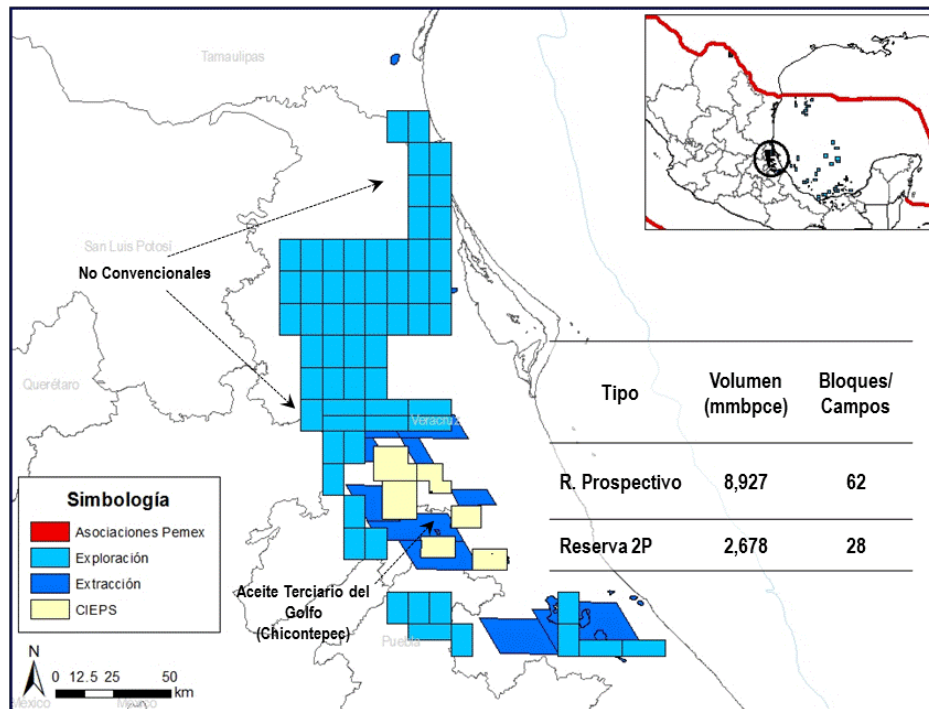 Tamaulipas
San Luis Potosí
No Convencionales
Querétaro
Veracruz
Tipo
Volumen
(mmbpce)
Bloques/
Campos
R. Prospectivo
8,927
62
Reserva 2P
2,678
28
Simbología
Asociaciones Pemex
Exploración
Extracción
CIEPS
Aceite Terciario del
Golfo
(Chicontepec)
Puebla
N
0 12.5 25 50
km
México
México